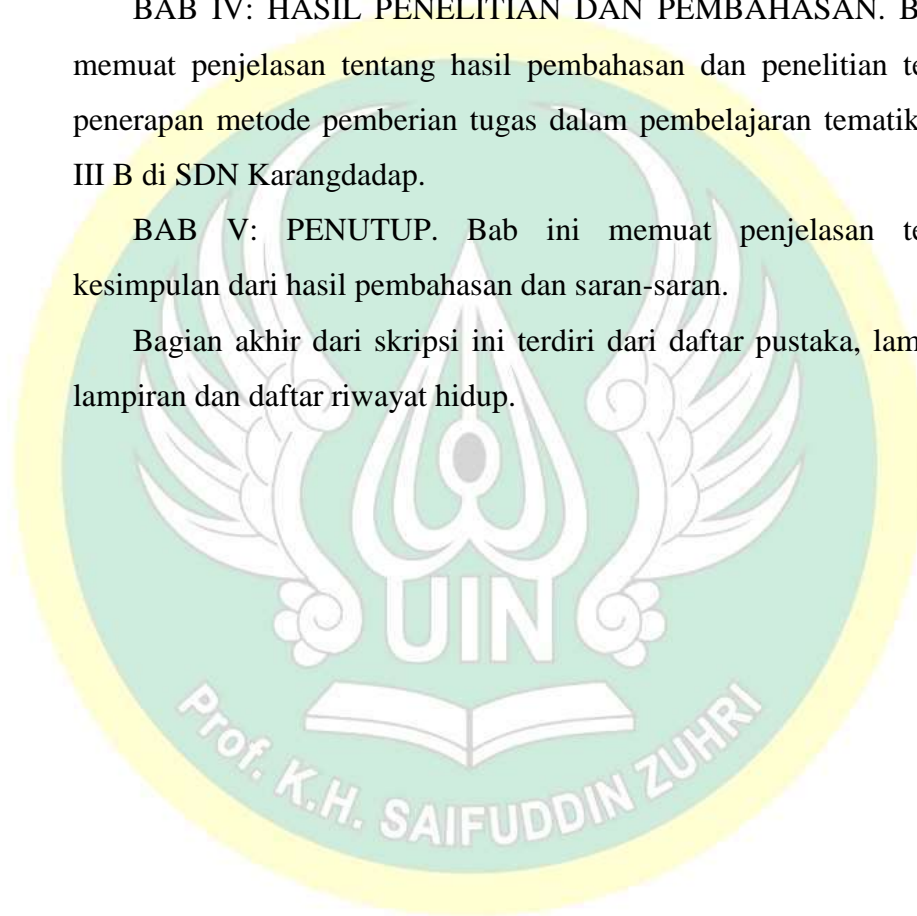 BAB IV: HASIL PENELITIAN DAN PEMBAHASAN. B
memuat penjelasan tentang hasil pembahasan dan penelitian te
penerapan metode pemberian tugas dalam pembelajaran tematik
III B di SDN Karangdadap.
BAB V: PENUTUP. Bab ini memuat penjelasan te
kesimpulan dari hasil pembahasan dan saran-saran.
Bagian akhir dari skripsi ini terdiri dari daftar pustaka, lam
lampiran dan daftar riwayat hidup.
UIN
Prof. K.H. SAIFUDDIN ZUHRI